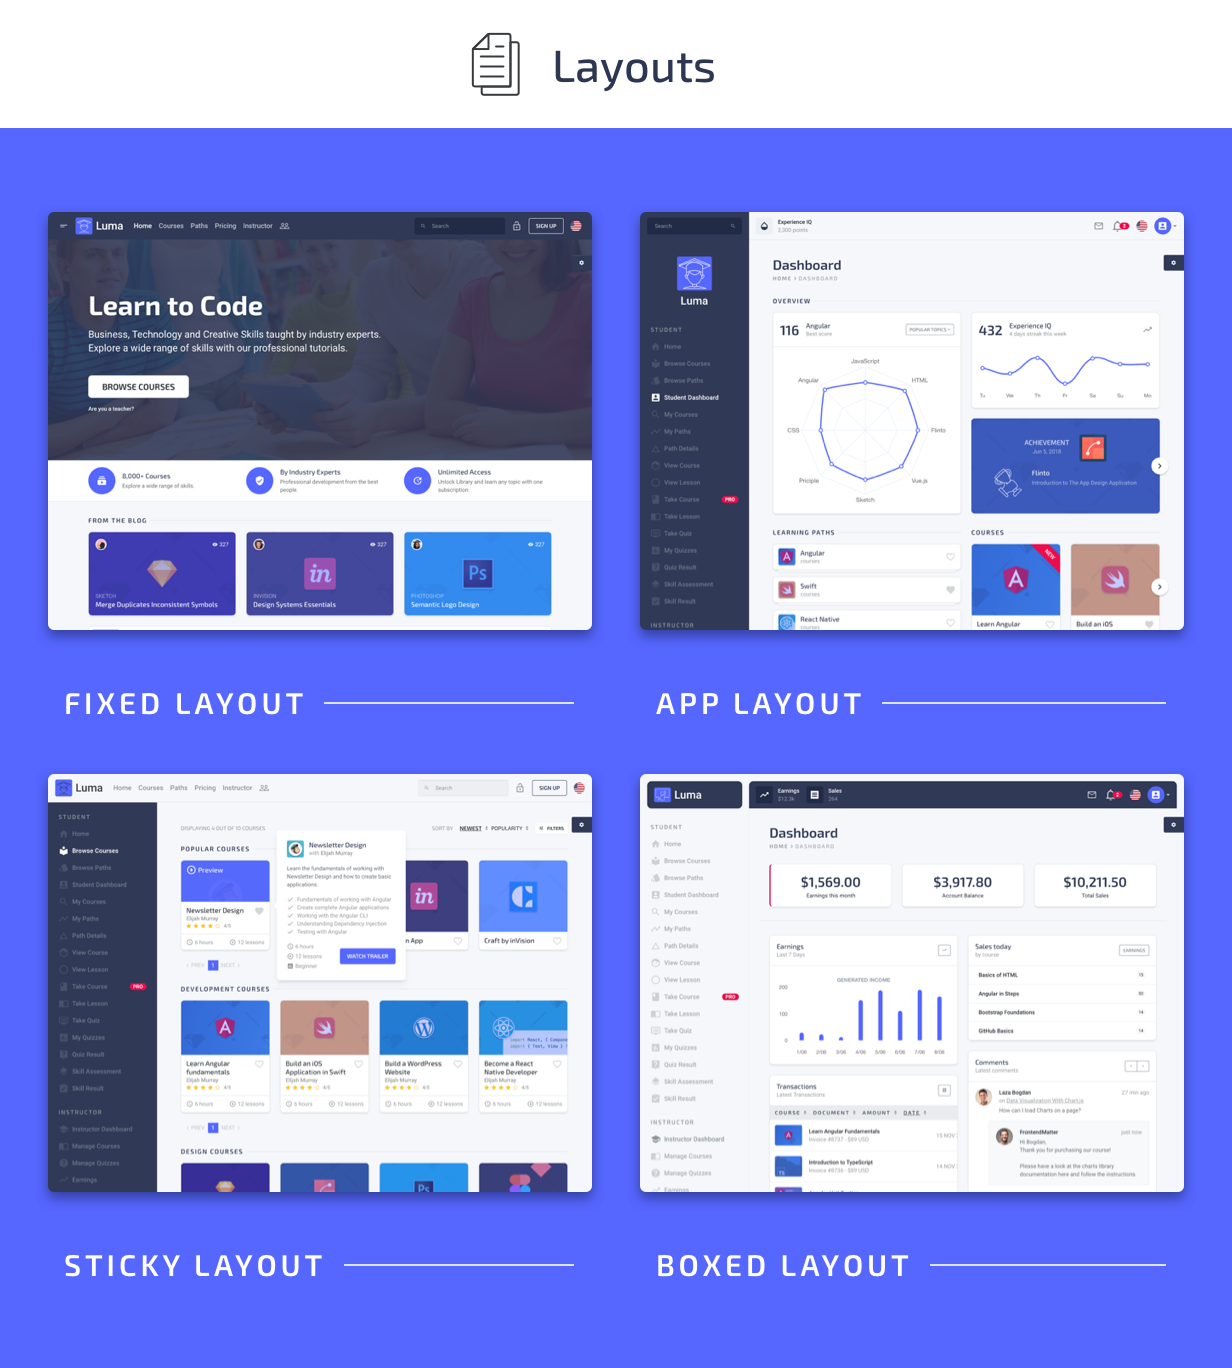 Layouts
Luma Home Courses Paths Pricing Instructor Search SIGN UP
Learn to Code
Business, Technology and Creative Skills taught by industry experts.
Explore a wide range of skills with our professional tutorials.
BROWSE COURSES
Are you a teacher?
8,000+ Courses
Explore a wide range of skills.
By Industry Experts
Professional development from the best
people.
Unlimited Access
Unlock Library and learn any topic with one
subscription.
FROM THE BLOG
327
SKETCH
Merge Duplicates Inconsistent Symbols
327
in
INVISION
Design Systems Essentials
327
Ps
PHOTOSHOP
Semantic Logo Design
FIXED LAYOUT
Search
Luma
STUDENT
Home
Browse Courses
Browse Paths
Student Dashboard
My Courses
My Paths
Path Details
View Course
View Lesson
Take Course PRO
Take Lesson
Take Quiz
My Quizzes
Quiz Result
Skill Assessment
Skill Result
INSTRUCTOR
Experience IQ
2,300 points
2
Dashboard
HOME > DASHBOARD
OVERVIEW
116 Angular
Best score
POPULAR TOPICS
JavaScript
HTML
Flinto
Vue.js
Sketch
Priciple
CSS
Angular
432 Experience IQ
4 days streak this week
Tu We Th Fr Sa Su Mo
ACHIEVEMENT
Jun 5, 2018
Flinto
Introduction to The App Design Application
LEARNING PATHS
Angular
courses
Swift
courses
React Native
courses
COURSES
NEW
Learn Angular
Build an iOS
APP LAYOUT
Luma Home Courses Paths Pricing Instructor Search SIGN UP
STUDENT
Home
Browse Courses
Browse Paths
Student Dashboard
My Courses
My Paths
Path Details
View Course
View Lesson
Take Course PRO
Take Lesson
Take Quiz
My Quizzes
Quiz Result
Skill Assessment
Skill Result
INSTRUCTOR
Instructor Dashboard
Manage Courses
Manage Quizzes
Earnings
DISPLAYING 4 OUT OF 10 COURSES
SORT BY NEWEST POPULARITY FILTERS
POPULAR COURSES
Preview
Newsletter Design
Elijah Murray
4/5
6 hours 12 lessons
Newsletter Design
with Elijah Murray
Learn the fundamentals of working with
Newsletter Design and how to create basic
applications.
Fundamentals of working with Angular
Create complete Angular applications
Working with the Angular CLI
Understanding Dependency Injection
Testing with Angular
6 hours
12 lessons
Beginner
WATCH TRAILER
in
n App
Craft by inVision
6 hours 12 lessons
< PREV 1 NEXT >
DEVELOPMENT COURSES
Learn Angular
fundamentals
Elijah Murray
4/5
6 hours 12 lessons
Build an iOS
Application in Swift
Elijah Murray
4/5
6 hours 12 lessons
Build a WordPress
Website
Elijah Murray
4/5
6 hours 12 lessons
import React, { Compone
import { Text, View }
Become a React
Native Developer
Elijah Murray
4/5
6 hours 12 lessons
< PREV 1 NEXT >
DESIGN COURSES
Ps
STICKY LAYOUT
Luma
STUDENT
Home
Browse Courses
Browse Paths
Student Dashboard
My Courses
My Paths
Path Details
View Course
View Lesson
Take Course PRO
Take Lesson
Take Quiz
My Quizzes
Quiz Result
Skill Assessment
Skill Result
INSTRUCTOR
Instructor Dashboard
Manage Courses
Manage Quizzes
Earnings
Earnings
$12.3k
Sales
264
2
Dashboard
HOME > DASHBOARD
$1,569.00
Earnings this month
$3,917.80
Account Balance
$10,211.50
Total Sales
Earnings
Last 7 Days
GENERATED INCOME
200
100
0
1/06 2/06 3/06 4/06 5/06 6/06 7/06 8/06
Sales today
by course
EARNINGS
Basics of HTML
Angular in Steps
Bootstrap Foundations 14
GitHub Basics 14
Transactions
Latest Transactions
COURSE DOCUMENT AMOUNT DATE
Learn Angular Fundamentals
Invoice #8737 - $89 USD
15 NOV
Introduction to TypeScript
Invoice #8736 - $89 USD
14 NOV
Comments
Latest comments
Laza Bogdan 27 min ago
on Data Visualization With Chart.js
How can I load Charts on a page?
FrontendMatter just now
Hi Bogdan,
Thank you for purchasing our course!
Please have a look at the charts library
documentation here and follow the instructions.
BOXED LAYOUT